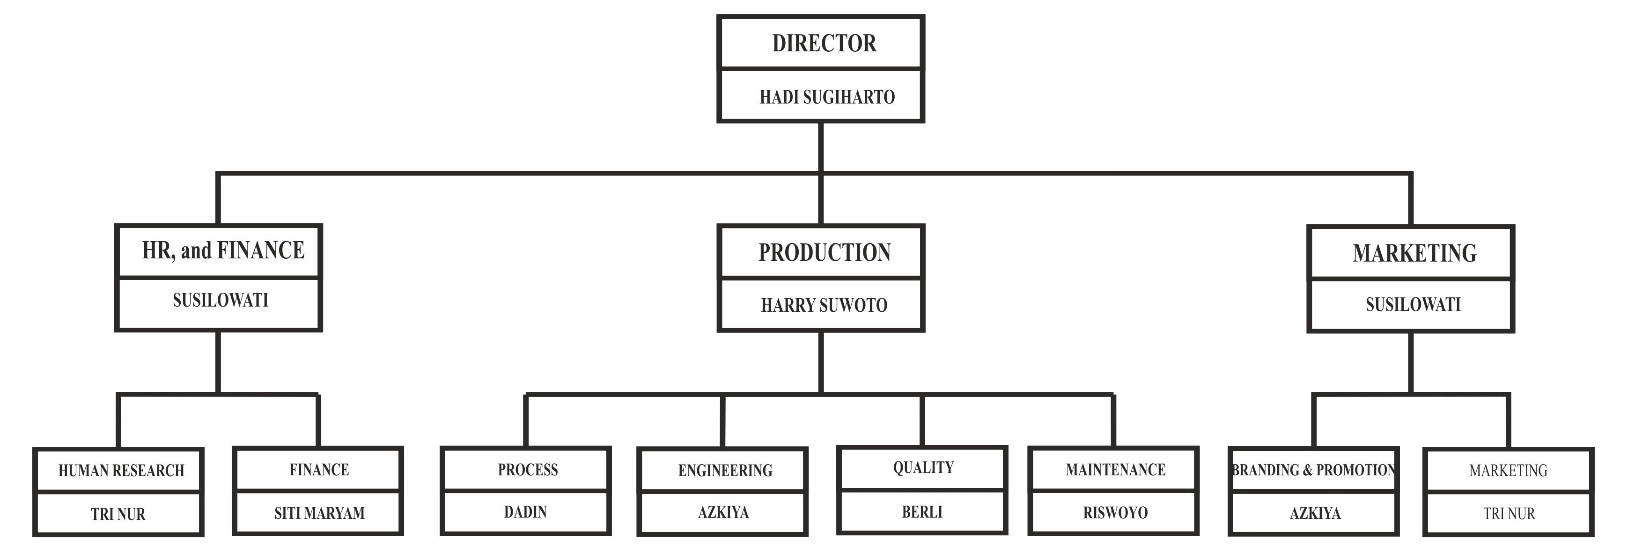 DIRECTOR
HADI SUGIHARTO
HR, and FINANCE
SUSILOWATI
PRODUCTION
HARRY SUWOTO
MARKETING
SUSILOWATI
HUMAN RESEARCH
TRI NUR
FINANCE
SITI MARYAM
PROCESS
DADIN
ENGINEERING
AZKIYA
QUALITY
BERLI
MAINTENANCE
RISWOYO
BRANDING & PROMOTION
AZKIYA
MARKETING
TRI NUR